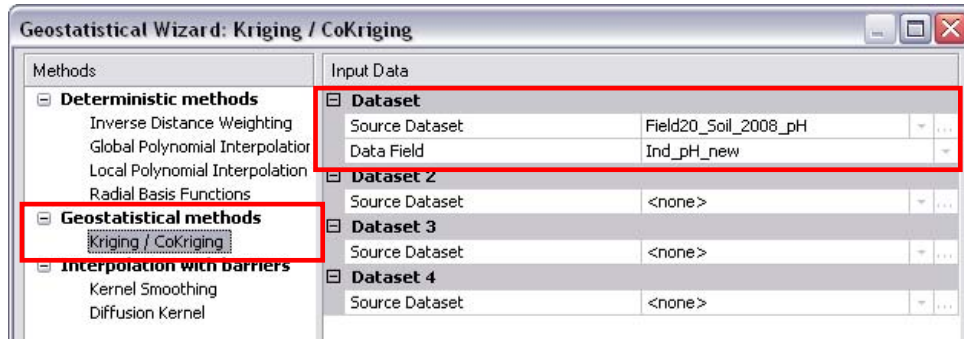 Geostatistical Wizard: Kriging / CoKriging
Methods
Deterministic methods
Inverse Distance Weighting
Global Polynomial Interpolation
Local Polynomial Interpolation
Radial Basis Functions
Geostatistical methods
Kriging / CoKriging
Interpolation with barriers
Kernel Smoothing
Diffusion Kernel
Input Data
Dataset
Source Dataset Field20_Soil_2008_pH
Data Field Ind_pH_new
Dataset 2
Source Dataset <none>
Dataset 3
Source Dataset <none>
Dataset 4
Source Dataset <none>